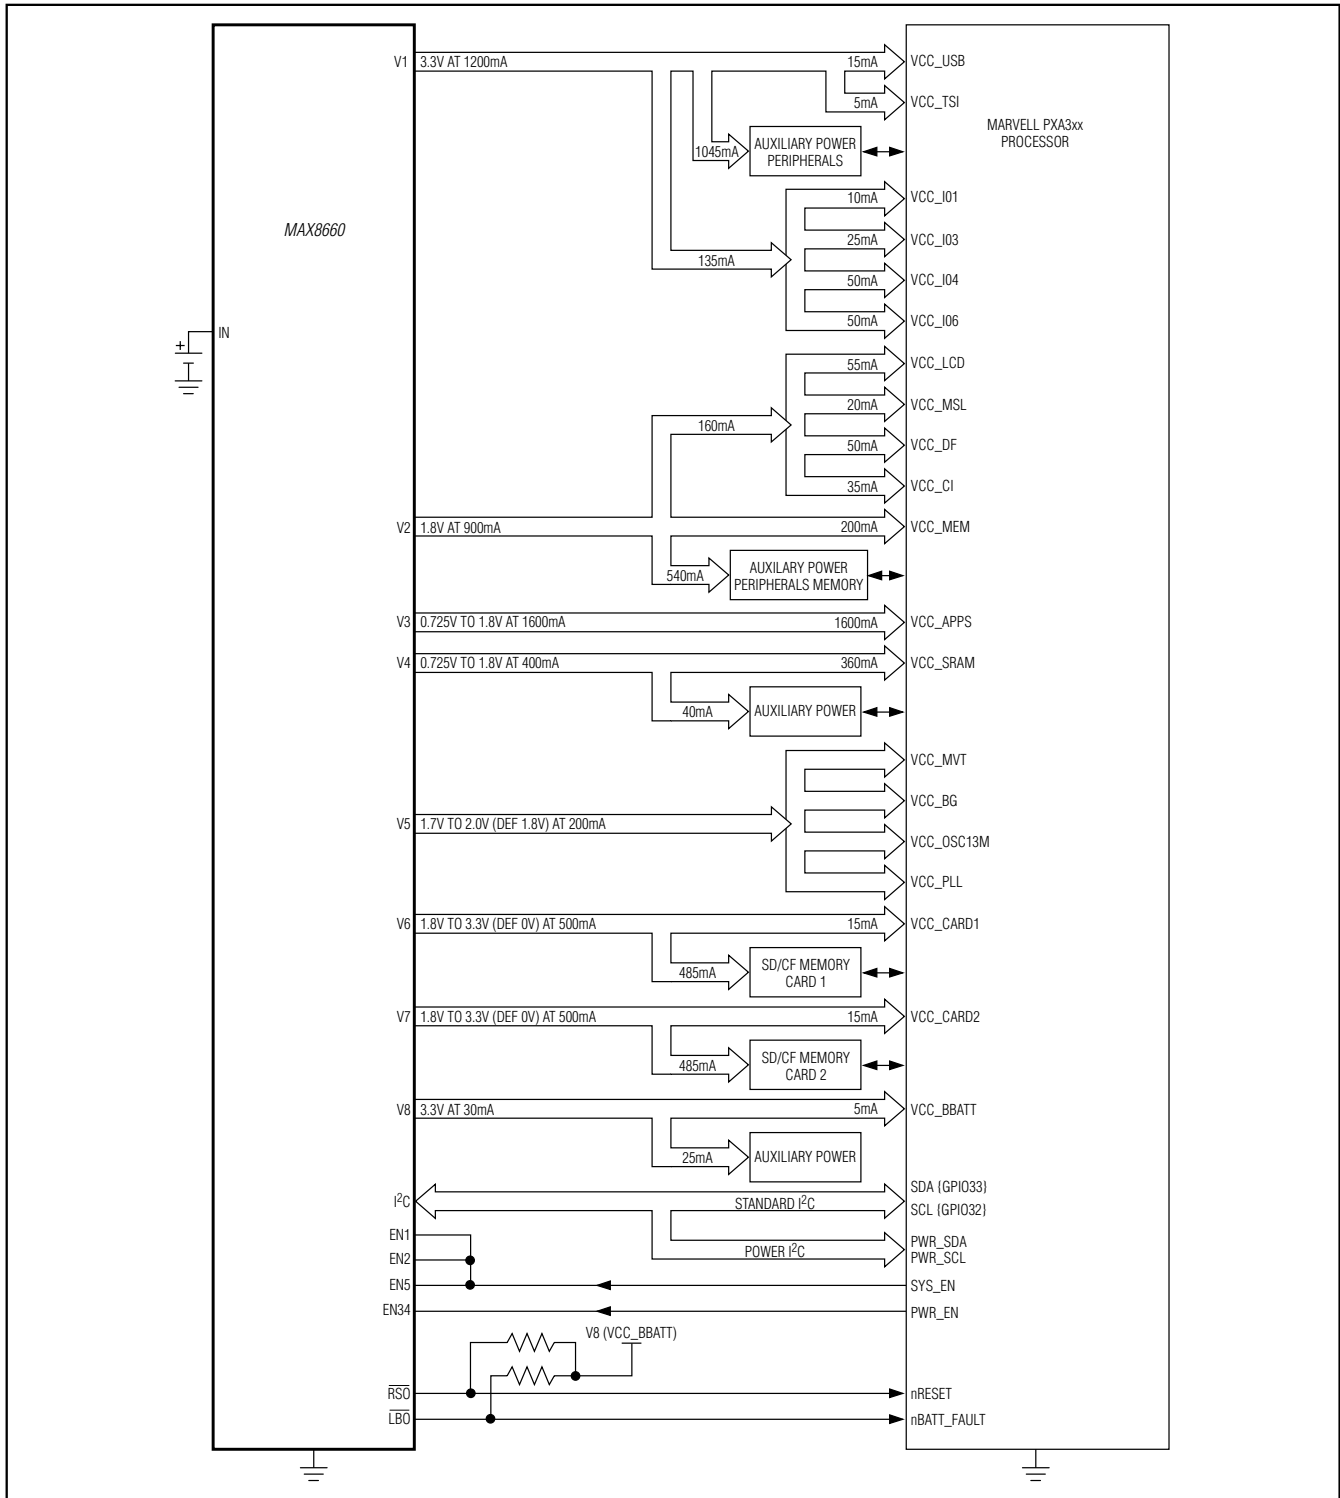 V1 3.3V AT 1200mA 15mA VCC_USB
5mA VCC_TSI
MARVELL PXA3xx
PROCESSOR
1045mA AUXILIARY POWER
PERIPHERALS
10mA VCC_I01
MAX8660
25mA VCC_I03
135mA
50mA VCC_I04
50mA VCC_I06
IN
+
55mA VCC_LCD
20mA VCC_MSL
160mA
50mA VCC_DF
35mA VCC_CI
V2 1.8V AT 900mA 200mA VCC_MEM
540mA AUXILARY POWER
PERIPHERALS MEMORY
V3 0.725V TO 1.8V AT 1600mA 1600mA VCC_APPS
V4 0.725V TO 1.8V AT 400mA 360mA VCC_SRAM
40mA AUXILIARY POWER
VCC_MVT
VCC_BG
V5 1.7V TO 2.0V (DEF 1.8V) AT 200mA
VCC_OSC13M
VCC_PLL
V6 1.8V TO 3.3V (DEF 0V) AT 500mA 15mA VCC_CARD1
485mA SD/CF MEMORY
CARD 1
V7 1.8V TO 3.3V (DEF 0V) AT 500mA 15mA VCC_CARD2
485mA SD/CF MEMORY
CARD 2
V8 3.3V AT 30mA 5mA VCC_BBATT
25mA AUXILIARY POWER
I²C STANDARD I²C SDA {GPIO33}
SCL {GPIO32}
EN1
POWER I²C PWR_SDA
PWR_SCL
EN2
EN5 SYS_EN
EN34 PWR_EN
V8 (VCC_BBATT)
R̅S̅O̅ nRESET
L̅B̅O̅ nBATT_FAULT